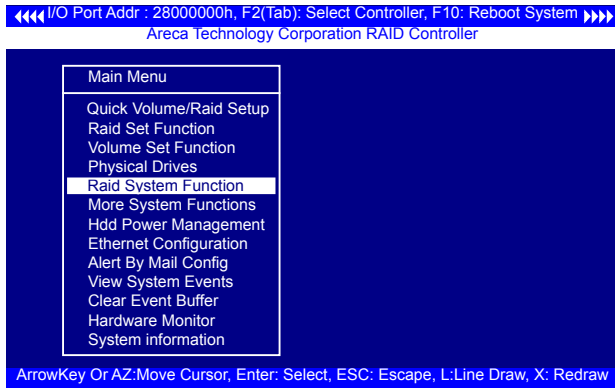 I/O Port Addr : 28000000h, F2(Tab): Select Controller, F10: Reboot System
Areca Technology Corporation RAID Controller
Main Menu
Quick Volume/Raid Setup
Raid Set Function
Volume Set Function
Physical Drives
Raid System Function
More System Functions
Hdd Power Management
Ethernet Configuration
Alert By Mail Config
View System Events
Clear Event Buffer
Hardware Monitor
System information
ArrowKey Or AZ:Move Cursor, Enter: Select, ESC: Escape, L:Line Draw, X: Redraw